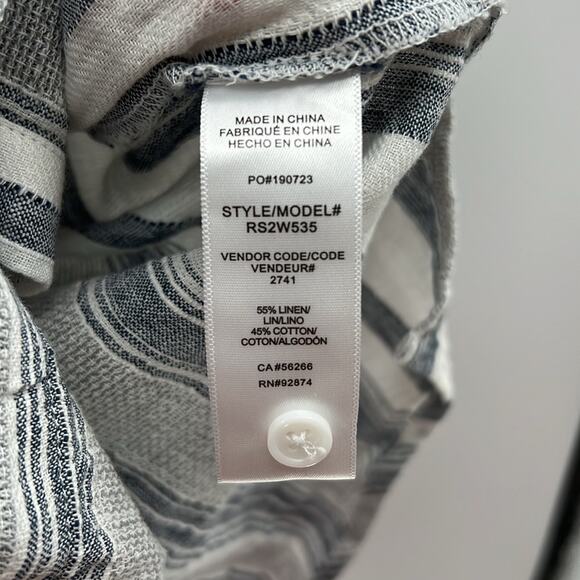 MADE IN CHINA
FABRIQUÉ EN CHINE
HECHO EN CHINA
PO#190723
STYLE/MODEL#
RS2W535
VENDOR CODE/CODE
VENDEUR#
2741
55% LINEN/
LIN/LINO
45% COTTON/
COTON/ALGODÓN
CA#56266
RN#92874